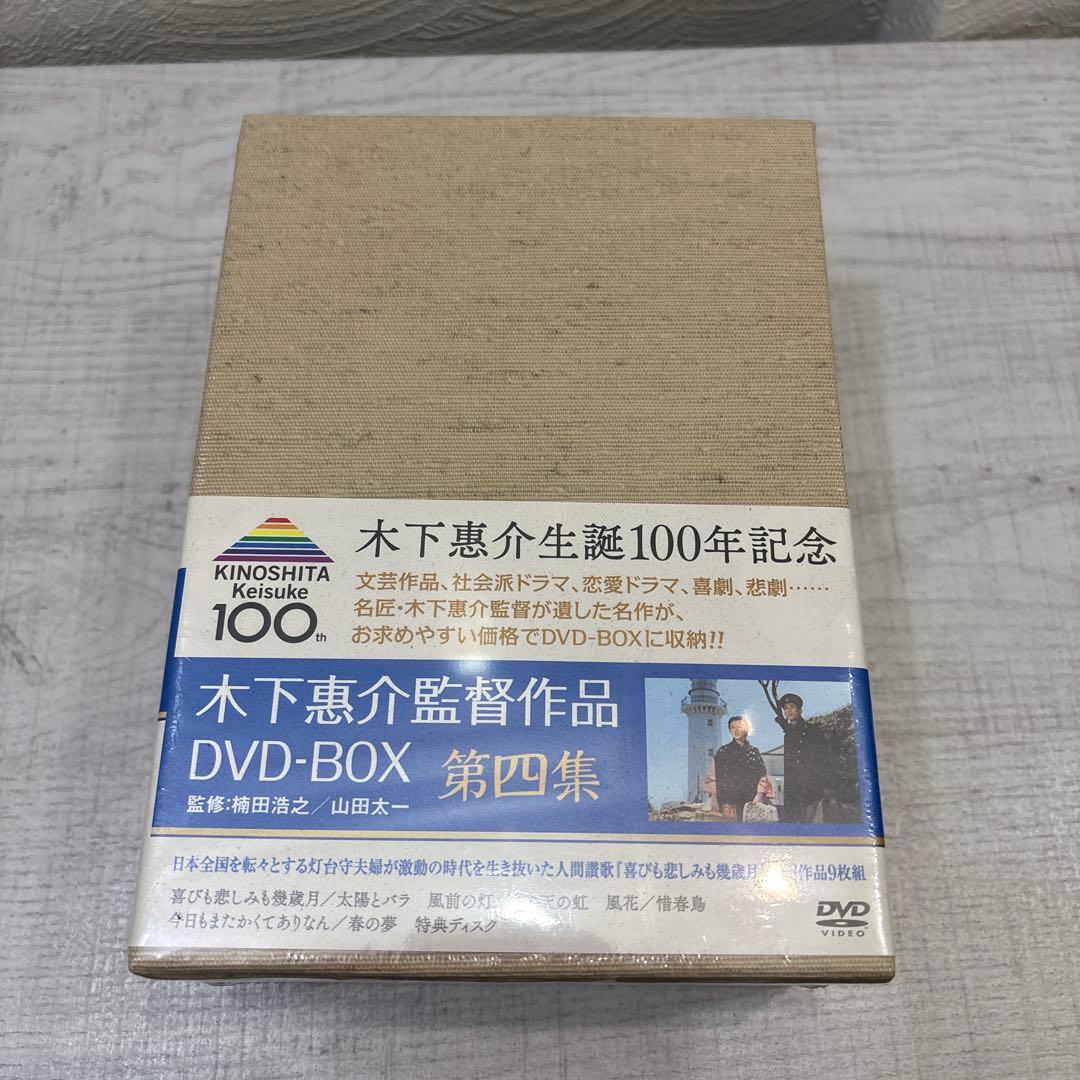 KINOSHITA
Keisuke
100th
木下惠介生誕100年記念
文芸作品、社会派ドラマ、恋愛ドラマ、喜劇、悲劇……
名匠・木下惠介監督が遺した名作が、
お求めやすい価格でDVD-BOXに収納!!
木下惠介監督作品
DVD-BOX 第四集
監修:楠田浩之/山田太一
日本全国を転々とする灯台守夫婦が激動の時代を生き抜いた人間讃歌『喜びも悲しみも幾歳月 作品9枚組
喜びも悲しみも幾歳月/太陽とバラ 風前の灯 天の虹 風花/惜春鳥
今日もまたかくてありなん/春の夢 特典ディスク
DVD
VIDEO